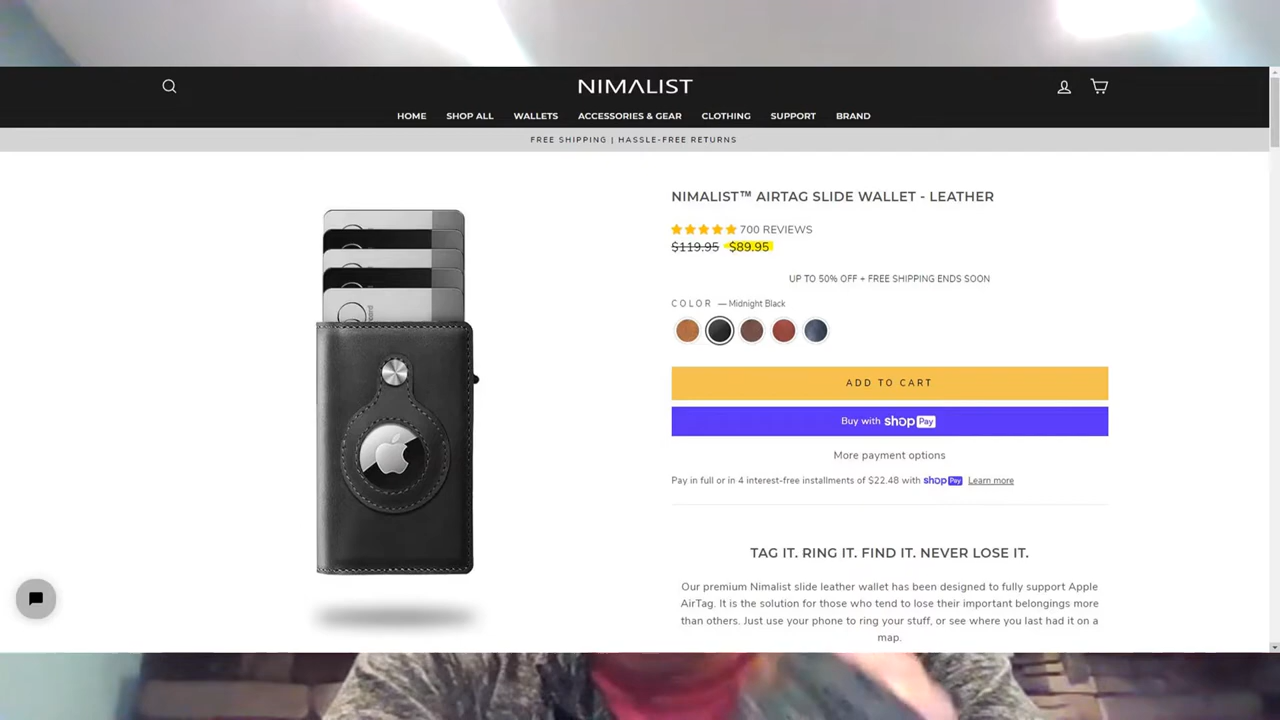 NIMALIST
HOME SHOP ALL WALLETS ACCESSORIES & GEAR CLOTHING SUPPORT BRAND
FREE SHIPPING | HASSLE-FREE RETURNS
NIMALIST™ AIRTAG SLIDE WALLET - LEATHER
700 REVIEWS
$119.95 $89.95
UP TO 50% OFF + FREE SHIPPING ENDS SOON
COLOR — Midnight Black
ADD TO CART
Buy with shop Pay
More payment options
Pay in full or in 4 interest-free installments of $22.48 with shop Pay Learn more
TAG IT. RING IT. FIND IT. NEVER LOSE IT.
Our premium Nimalist slide leather wallet has been designed to fully support Apple
AirTag. It is the solution for those who tend to lose their important belongings more
than others. Just use your phone to ring your stuff, or see where you last had it on a
map.